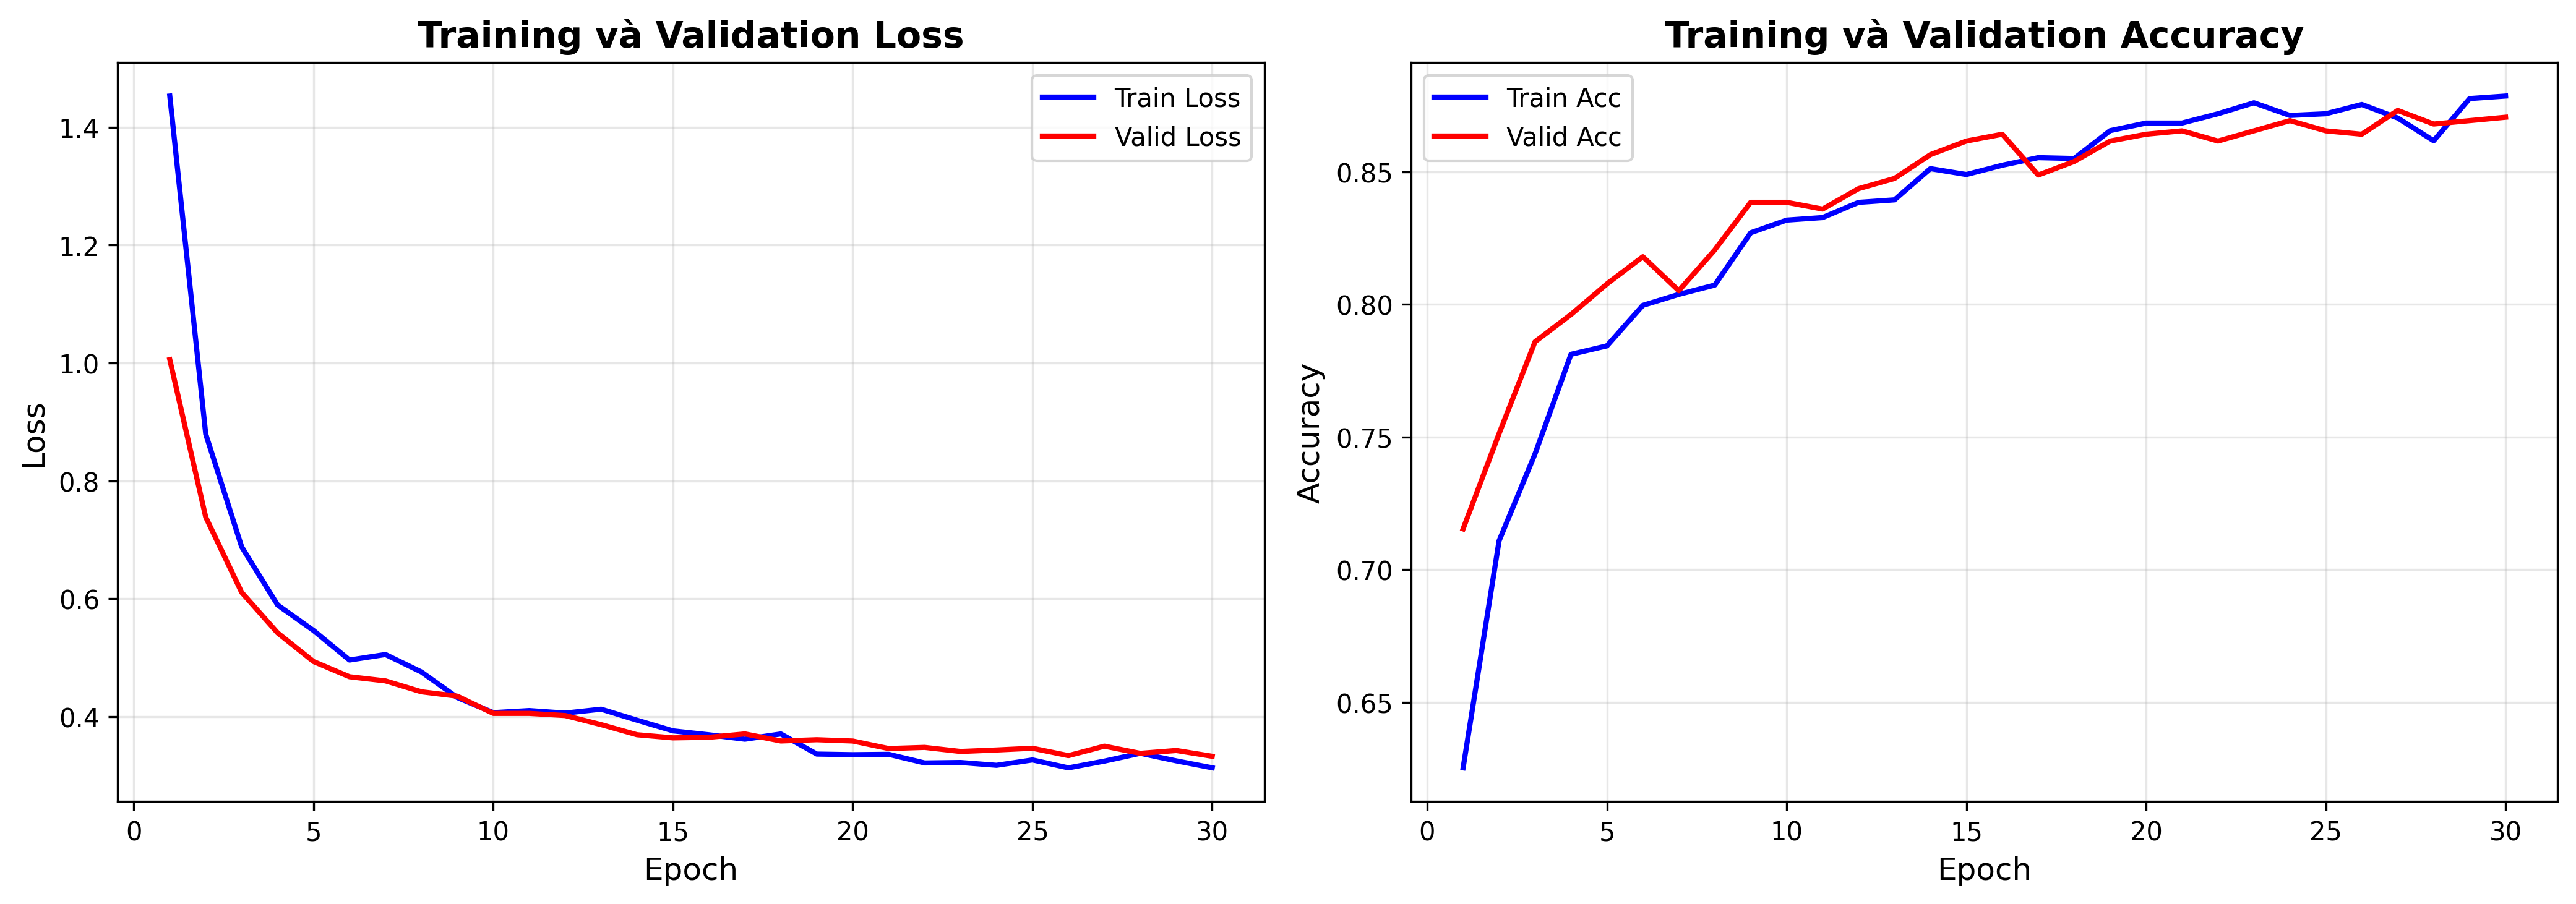 Training và Validation Loss
Train Loss
Valid Loss
1.4
1.2
1.0
0.8
0.6
0.4
Loss
0 5 10 15 20 25 30
Epoch
Training và Validation Accuracy
Train Acc
Valid Acc
0.85
0.80
0.75
0.70
0.65
Accuracy
0 5 10 15 20 25 30
Epoch